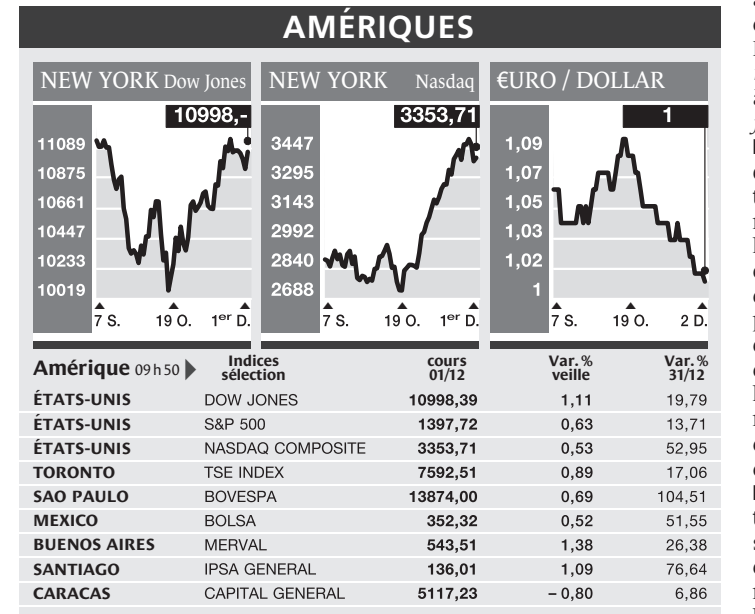 AMÉRIQUES
NEW YORK Dow Jones
10998,-
11089
10875
10661
10447
10233
10019
7 S. 19 O. 1er D.
NEW YORK Nasdaq
3353,71
3447
3295
3143
2992
2840
2688
7 S. 19 O. 1er D.
€URO / DOLLAR
1
1,09
1,07
1,05
1,03
1,02
1
7 S. 19 O. 2 D.
Amérique 09 h 50 Indices sélection cours 01/12 Var. % veille Var. % 31/12
ÉTATS-UNIS DOW JONES 10998,39 1,11 19,79
ÉTATS-UNIS S&P 500 1397,72 0,63 13,71
ÉTATS-UNIS NASDAQ COMPOSITE 3353,71 0,53 52,95
TORONTO TSE INDEX 7592,51 0,89 17,06
SAO PAULO BOVESPA 13874,00 0,69 104,51
MEXICO BOLSA 352,32 0,52 51,55
BUENOS AIRES MERVAL 543,51 1,38 26,38
SANTIAGO IPSA GENERAL 136,01 1,09 76,64
CARACAS CAPITAL GENERAL 5117,23 – 0,80 6,86